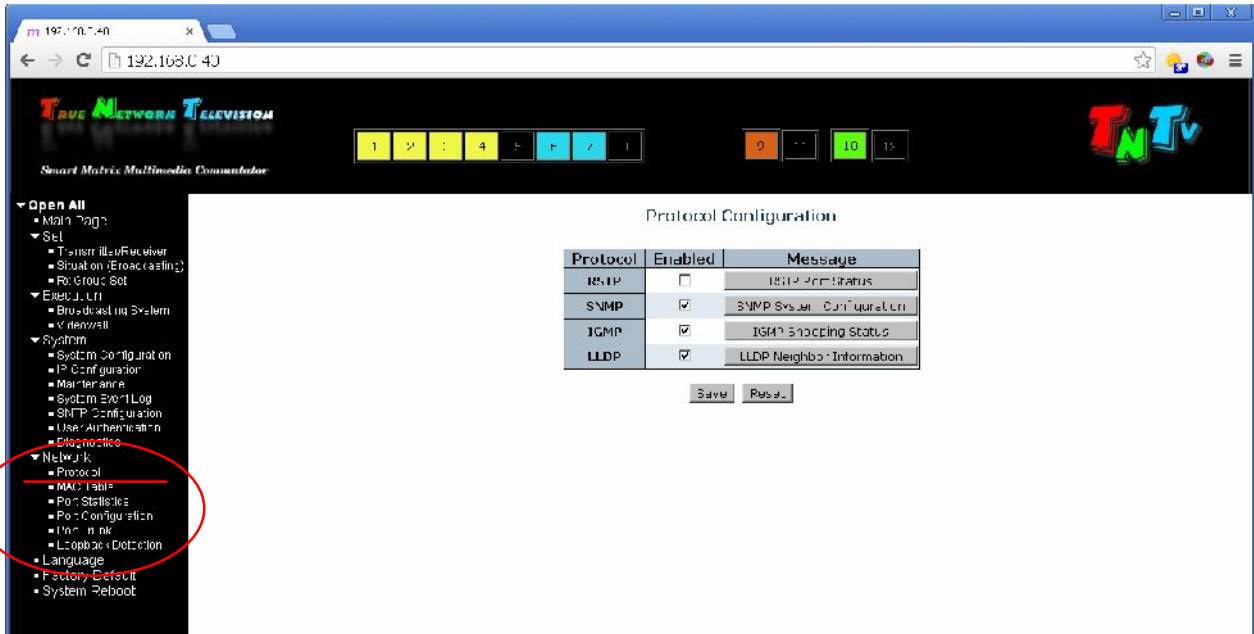 192.168.0.40
TRUE NETWORK TELEVISION
Smart Matrix Multimedia Commutator
1 2 4
9 10
TNTV
Open All
Main Page
Set
Transmitter/Receiver
Situation (Broadcasting)
Rx Group Set
Execution
Broadcasting System
Videowall
System
System Configuration
IP Configuration
Maintenance
System Event Log
SNTP Configuration
User Authentication
Diagnostics
Network
Protocol
MAC Table
Port Statistics
Port Configuration
Port Trunk
Loopback Detection
Language
Factory Default
System Reboot
Protocol Configuration
Protocol Enabled Message
RSTP RSTP Port Status
SNMP SNMP System Configuration
IGMP IGMP Snooping Status
LLDP LLDP Neighbor Information
Save Reset